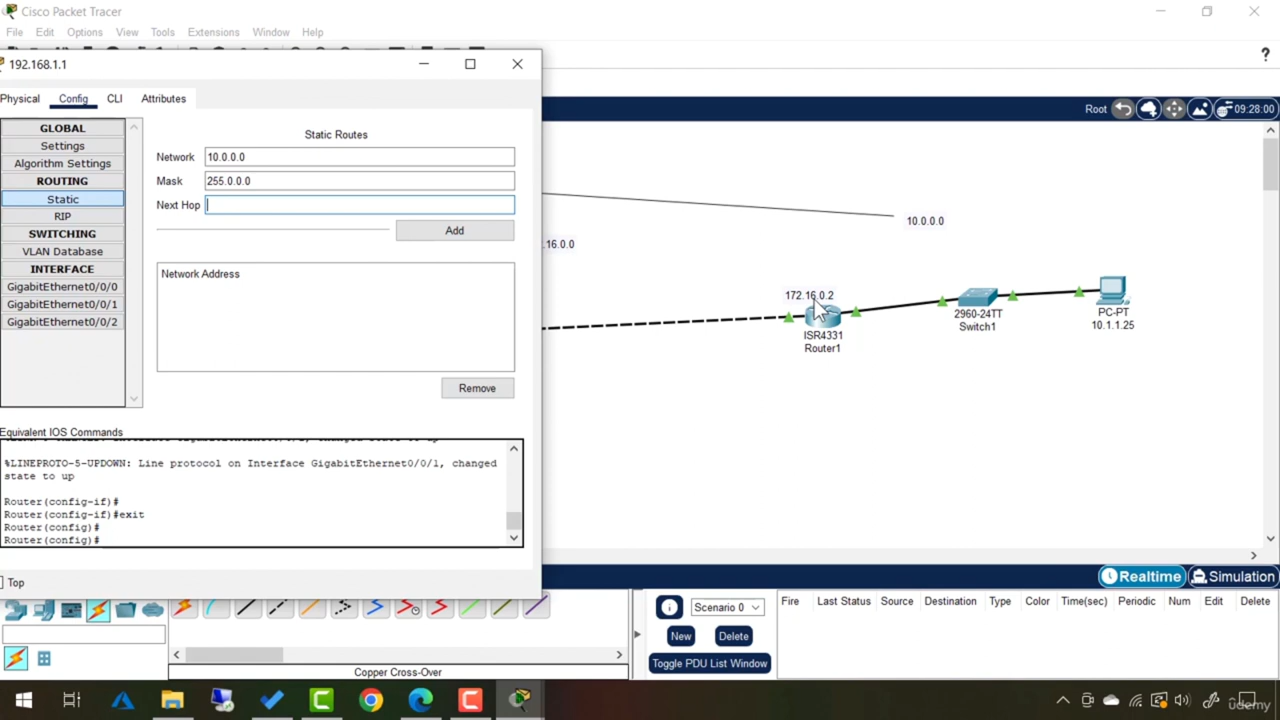 Cisco Packet Tracer
File Edit Options View Tools Extensions Window Help
?
192.168.1.1
Physical Config CLI Attributes
GLOBAL
Settings
Algorithm Settings
ROUTING
Static
RIP
SWITCHING
VLAN Database
INTERFACE
GigabitEthernet0/0/0
GigabitEthernet0/0/1
GigabitEthernet0/0/2
Static Routes
Network 10.0.0.0
Mask 255.0.0.0
Next Hop
Add
Network Address
Remove
Equivalent IOS Commands
%LINEPROTO-5-UPDOWN: Line protocol on Interface GigabitEthernet0/0/1, changed
state to up
Router(config-if)#
Router(config-if)#exit
Router(config)#
Router(config)#
Top
Root 09:28:00
10.0.0.0
.16.0.0
172.16.0.2
ISR4331
Router1
2960-24TT
Switch1
PC-PT
10.1.1.25
Realtime Simulation
Scenario 0
New Delete
Toggle PDU List Window
Fire Last Status Source Destination Type Color Time(sec) Periodic Num Edit Delete
Copper Cross-Over
udemy